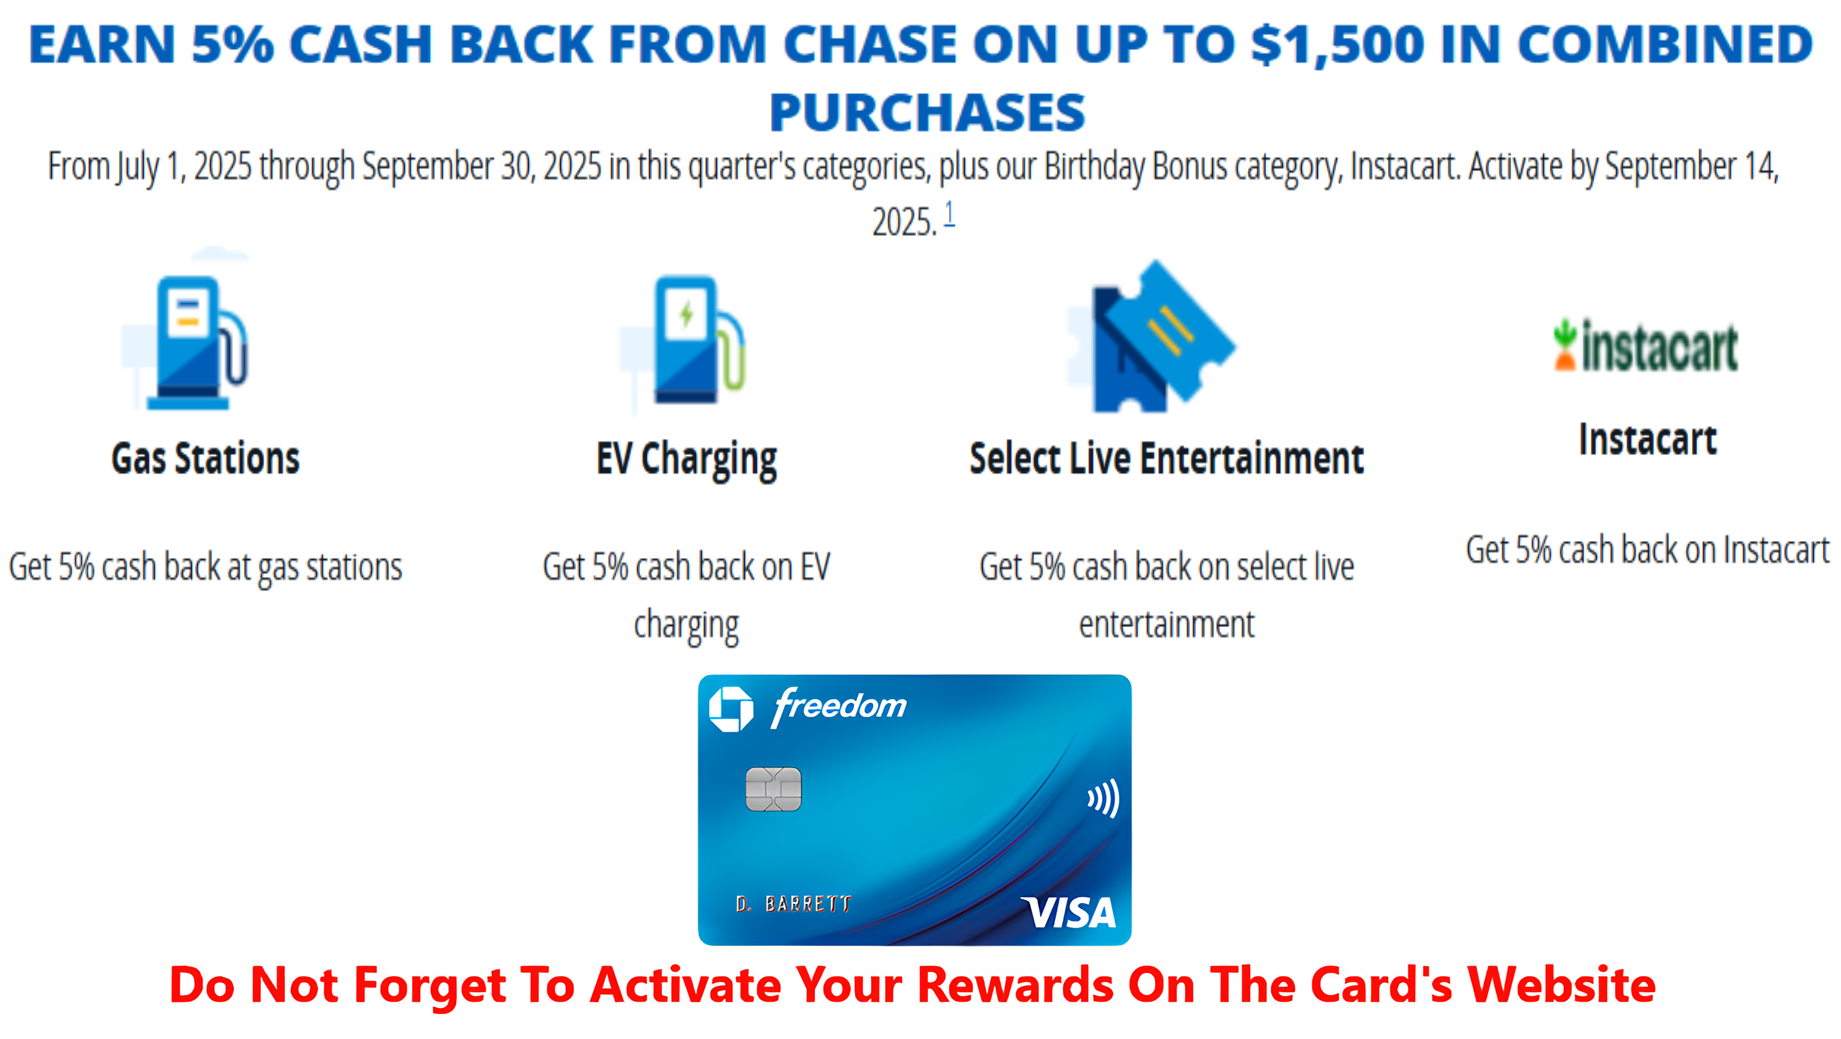 EARN 5% CASH BACK FROM CHASE ON UP TO $1,500 IN COMBINED
PURCHASES
From July 1, 2025 through September 30, 2025 in this quarter's categories, plus our Birthday Bonus category, Instacart. Activate by September 14,
2025. 1
instacart
Gas Stations
EV Charging
Select Live Entertainment
Instacart
Get 5% cash back at gas stations
Get 5% cash back on EV
charging
Get 5% cash back on select live
entertainment
Get 5% cash back on Instacart
freedom
D. BARRETT
VISA
Do Not Forget To Activate Your Rewards On The Card's Website